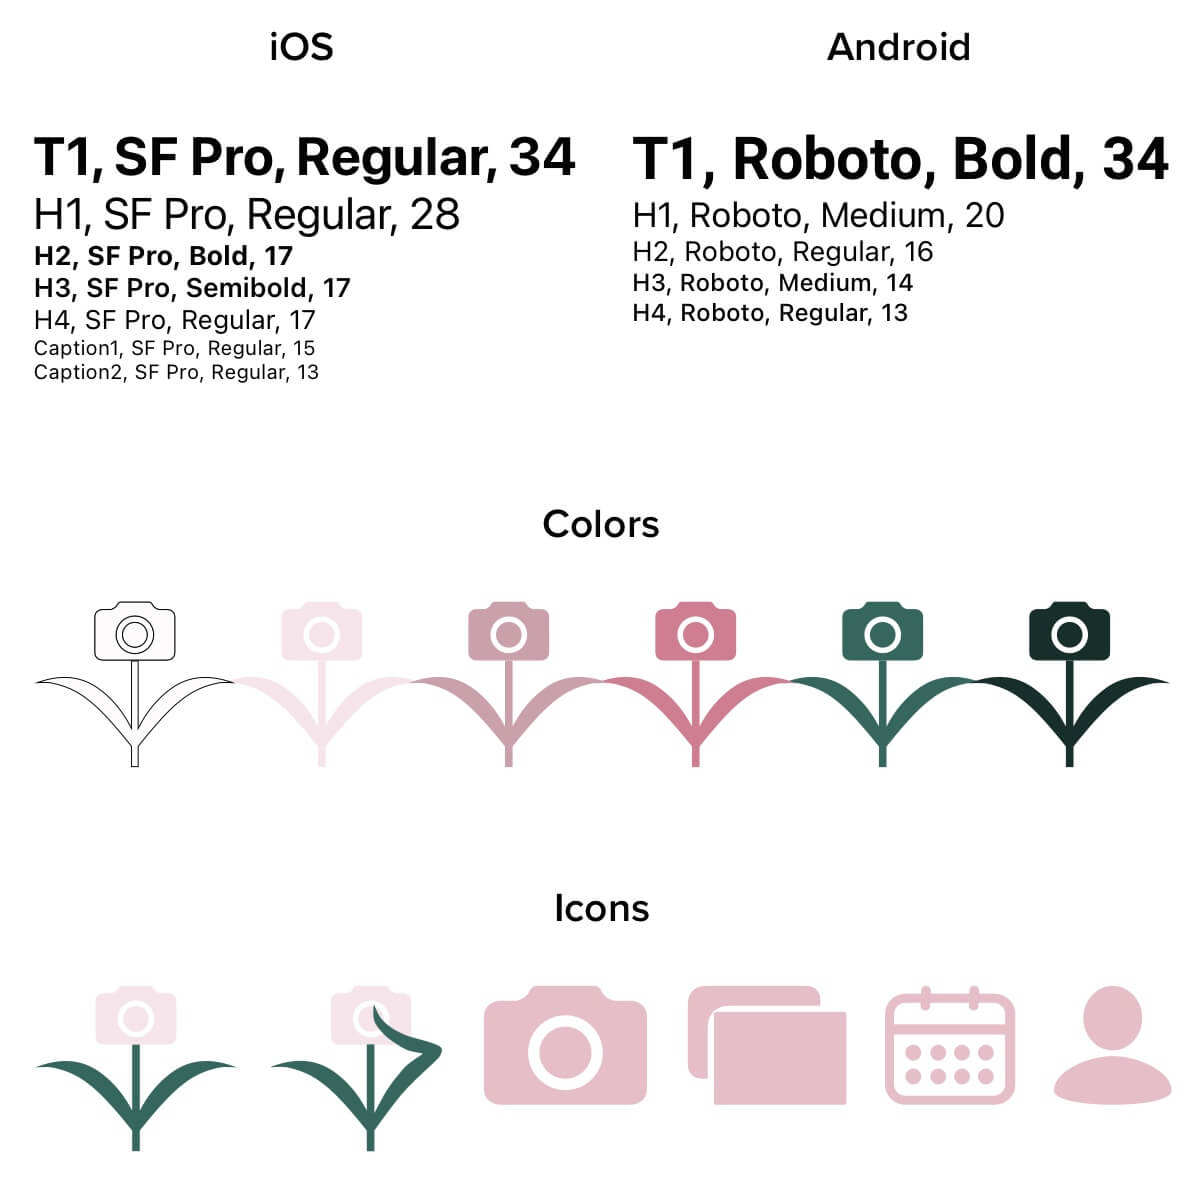 iOS
T1, SF Pro, Regular, 34
H1, SF Pro, Regular, 28
H2, SF Pro, Bold, 17
H3, SF Pro, Semibold, 17
H4, SF Pro, Regular, 17
Caption1, SF Pro, Regular, 15
Caption2, SF Pro, Regular, 13
Android
T1, Roboto, Bold, 34
H1, Roboto, Medium, 20
H2, Roboto, Regular, 16
H3, Roboto, Medium, 14
H4, Roboto, Regular, 13
Colors
Icons